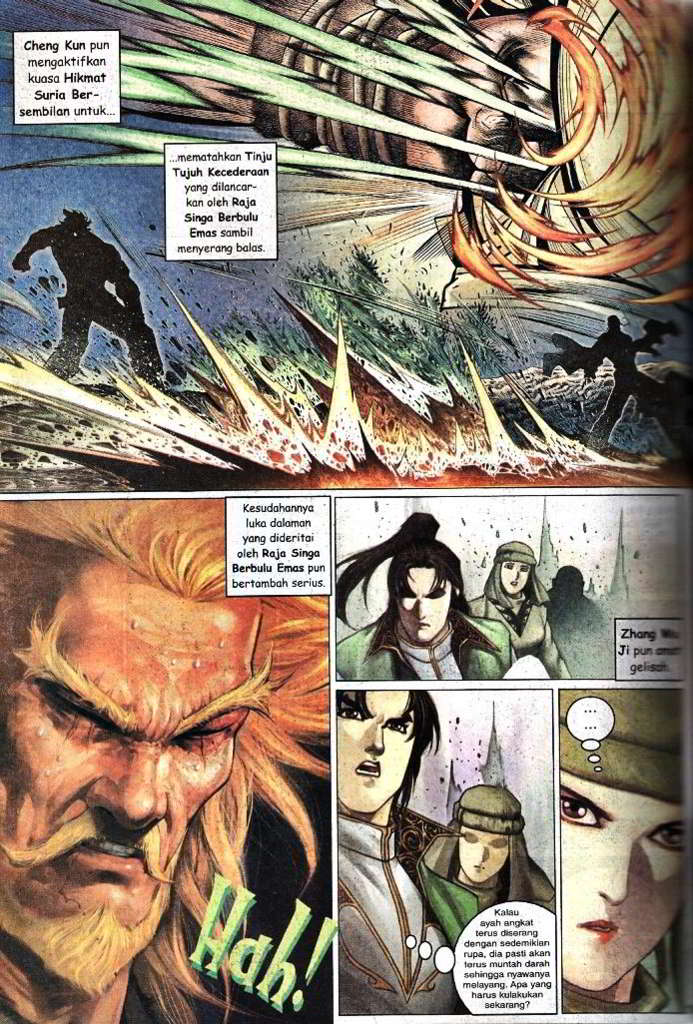 Cheng Kun pun
mengaktifkan
kuasa Hikmat
Suria Ber-
sembilan untuk...
...mematahkan Tinju
Tujuh Kecederaan
yang dilancar-
kan oleh Raja
Singa Berbulu
Emas sambil
menyerang balas.
Kesudahannya
luka dalaman
yang dideritai
oleh Raja Singa
Berbulu Emas pun
bertambah serius.
Hah!
Zhang Wu
Ji pun amat
gelisah.
Kalau
ayah angkat
terus diserang
dengan sedemikian
rupa, dia pasti akan
terus muntah darah
sehingga nyawanya
melayang. Apa yang
harus kulakukan
sekarang?
...
...